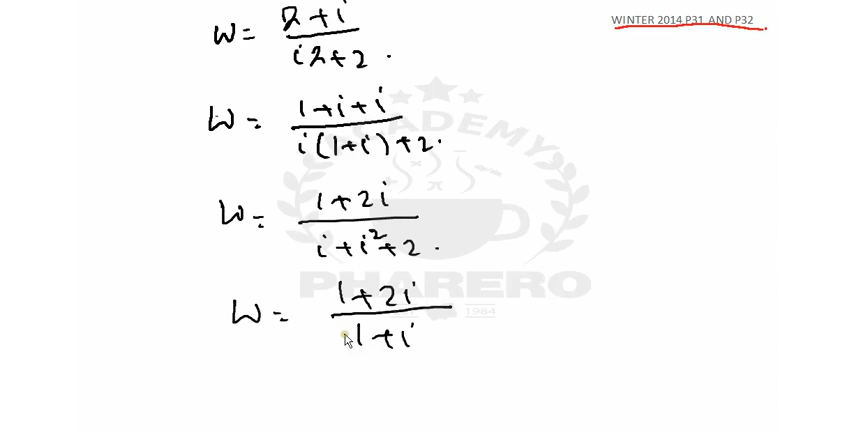 WINTER 2014 P31 AND P32
w = z + i / iz + 2 .
w = 1 + i + i / i(1+i) + 2.
w = 1 + 2i / i + i² + 2 .
w = 1 + 2i / 1 + i
ACADEMY
PHARERO
1984